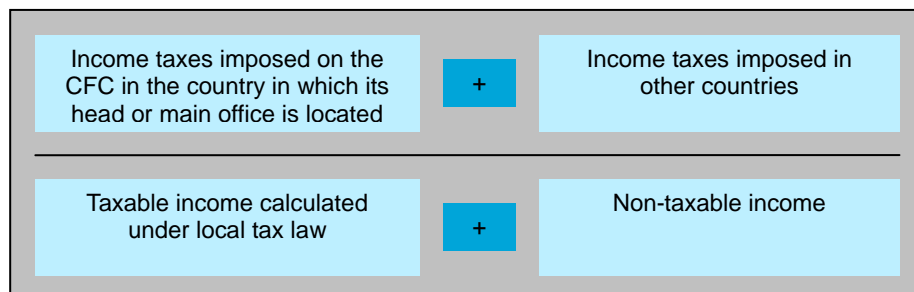 Income taxes imposed on the
CFC in the country in which its
head or main office is located
+
Income taxes imposed in
other countries
Taxable income calculated
under local tax law
+
Non-taxable income